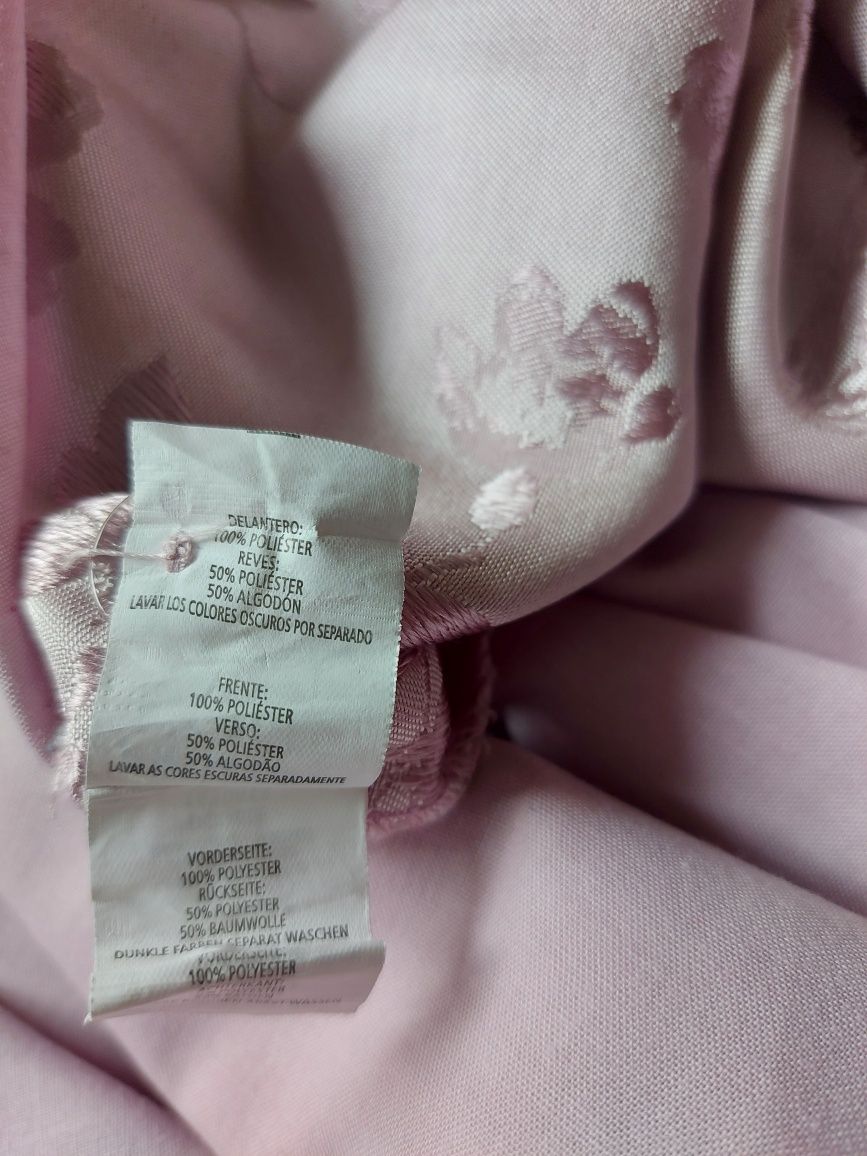 DELANTERO:
100% POLIÉSTER
REVES:
50% POLIÉSTER
50% ALGODÓN
LAVAR LOS COLORES OSCUROS POR SEPARADO
FRENTE:
100% POLIÉSTER
VERSO:
50% POLIÉSTER
50% ALGODÃO
LAVAR AS CORES ESCURAS SEPARADAMENTE
VORDERSEITE:
100% POLYESTER
RÜCKSEITE:
50% POLYESTER
50% BAUMWOLLE
DUNKLE FARBEN SEPARAT WASCHEN
100% POLYESTER